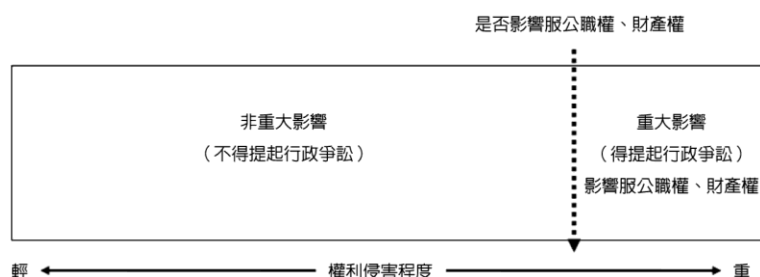 是否影響服公職權、財產權
非重大影響
（不得提起行政爭訟）
重大影響
（得提起行政爭訟）
影響服公職權、財產權
輕
權利侵害程度
重